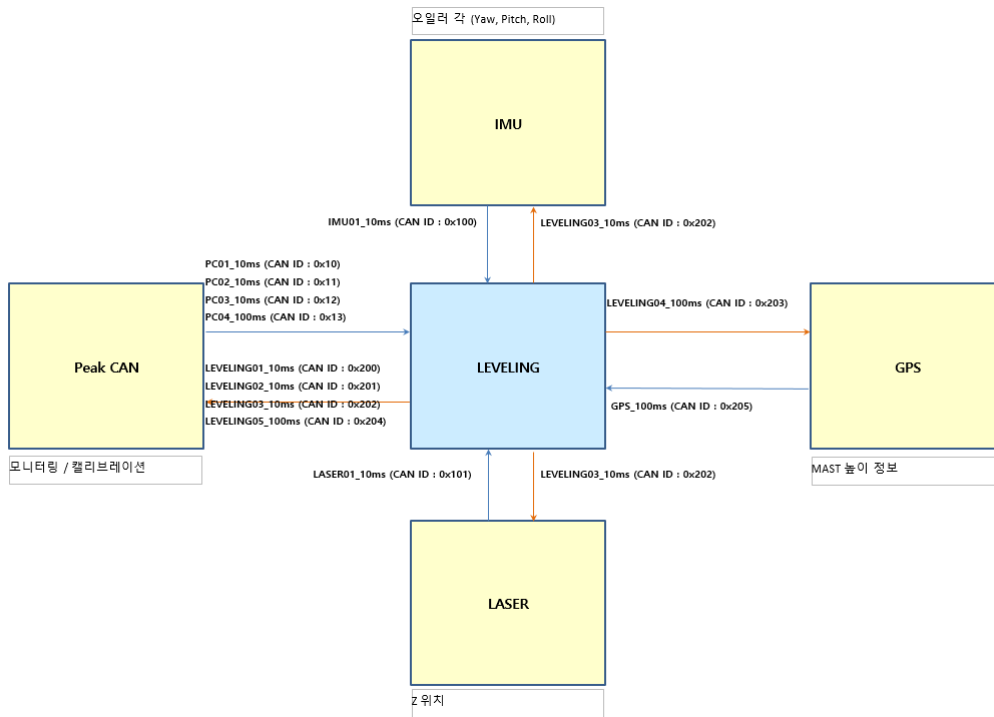 오일러 각 (Yaw, Pitch, Roll)
IMU
IMU01_10ms (CAN ID : 0x100)
LEVELING03_10ms (CAN ID : 0x202)
PC01_10ms (CAN ID : 0x10)
PC02_10ms (CAN ID : 0x11)
PC03_10ms (CAN ID : 0x12)
PC04_100ms (CAN ID : 0x13)
Peak CAN
LEVELING01_10ms (CAN ID : 0x200)
LEVELING02_10ms (CAN ID : 0x201)
LEVELING03_10ms (CAN ID : 0x202)
LEVELING05_100ms (CAN ID : 0x204)
모니터링 / 캘리브레이션
LEVELING
LEVELING04_100ms (CAN ID : 0x203)
GPS
GPS_100ms (CAN ID : 0x205)
MAST 높이 정보
LASER01_10ms (CAN ID : 0x101)
LEVELING03_10ms (CAN ID : 0x202)
LASER
Z 위치